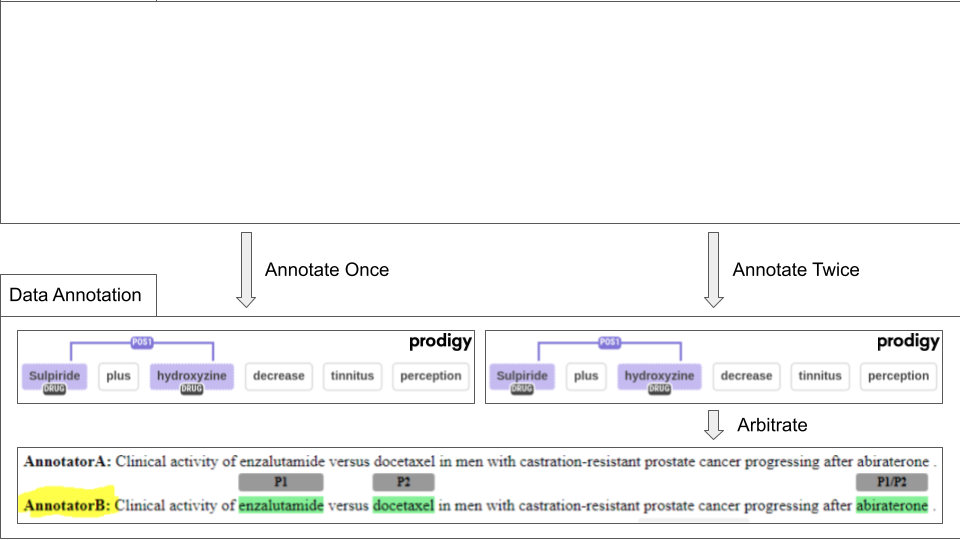 Annotate Once
Annotate Twice
Data Annotation
prodigy
POS1
Sulpiride plus hydroxyzine decrease tinnitus perception
DRUG DRUG
prodigy
POS1
Sulpiride plus hydroxyzine decrease tinnitus perception
DRUG DRUG
Arbitrate
AnnotatorA: Clinical activity of enzalutamide versus docetaxel in men with castration-resistant prostate cancer progressing after abiraterone .
P1 P2 P1/P2
AnnotatorB: Clinical activity of enzalutamide versus docetaxel in men with castration-resistant prostate cancer progressing after abiraterone .